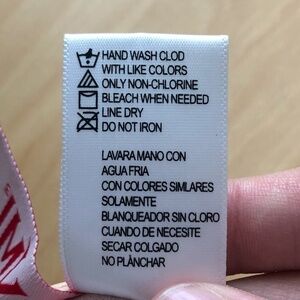 HAND WASH CLOD
WITH LIKE COLORS
ONLY NON-CHLORINE
BLEACH WHEN NEEDED
LINE DRY
DO NOT IRON
LAVARA MANO CON
AGUA FRIA
CON COLORES SIMLARES
SOLAMENTE
BLANQUEADOR SIN CLORO
CUANDO DE NECESITE
SECAR COLGADO
NO PLÀNCHAR